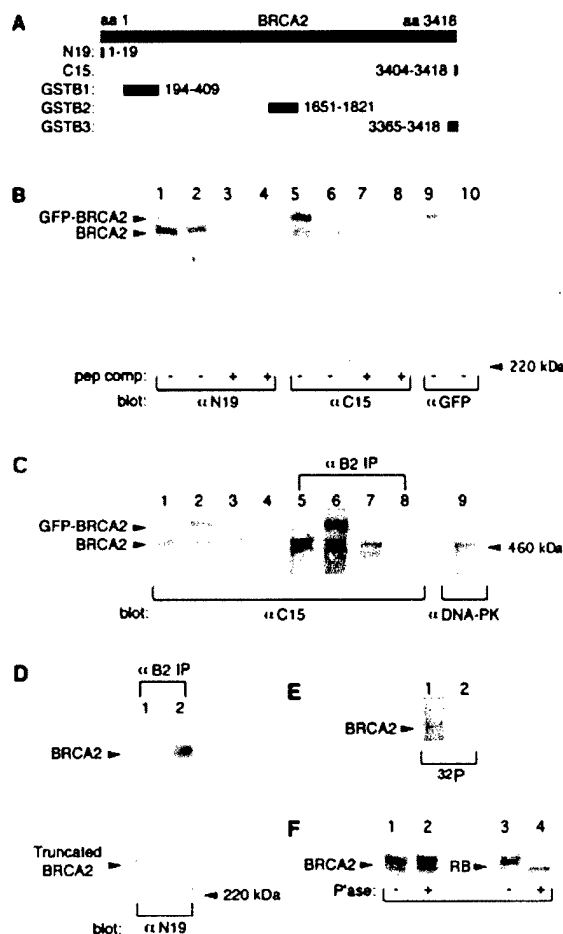 A
aa 1 BRCA2 aa 3418
N19: 1-19
C15: 3404-3418
GSTB1: 194-409
GSTB2: 1651-1821
GSTB3: 3365-3418
B
1 2 3 4 5 6 7 8 9 10
GFP-BRCA2
BRCA2
220 kDa
pep comp: - - + + - - + + - -
blot: αN19 αC15 αGFP
C
αB2 IP
1 2 3 4 5 6 7 8 9
GFP-BRCA2
BRCA2
460 kDa
blot: αC15 αDNA-PK
D
αB2 IP
1 2
BRCA2
Truncated
BRCA2
220 kDa
blot: αN19
E
1 2
BRCA2
32P
F
1 2 3 4
BRCA2 RB
P'ase: - + - +